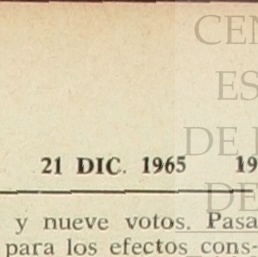 CEN
ES
DE
21 DIC. 1965 19
DE
y nueve votos. Pasa
para los efectos cons-